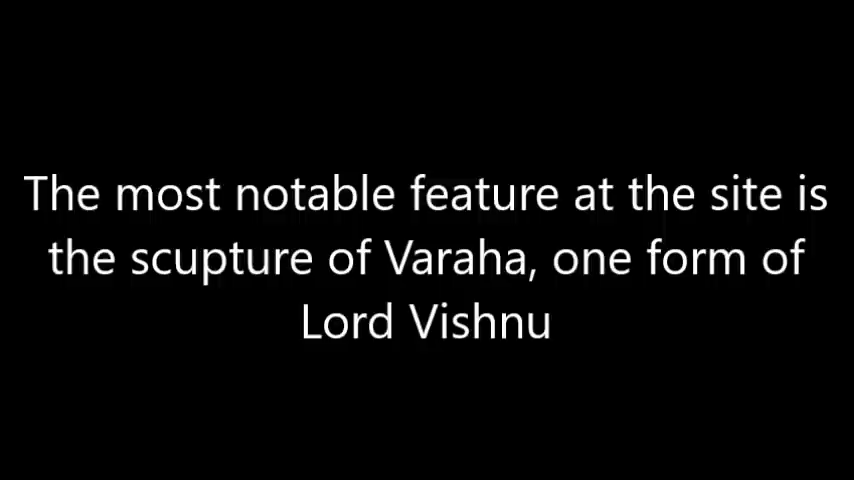 The most notable feature at the site is
the scupture of Varaha, one form of
Lord Vishnu